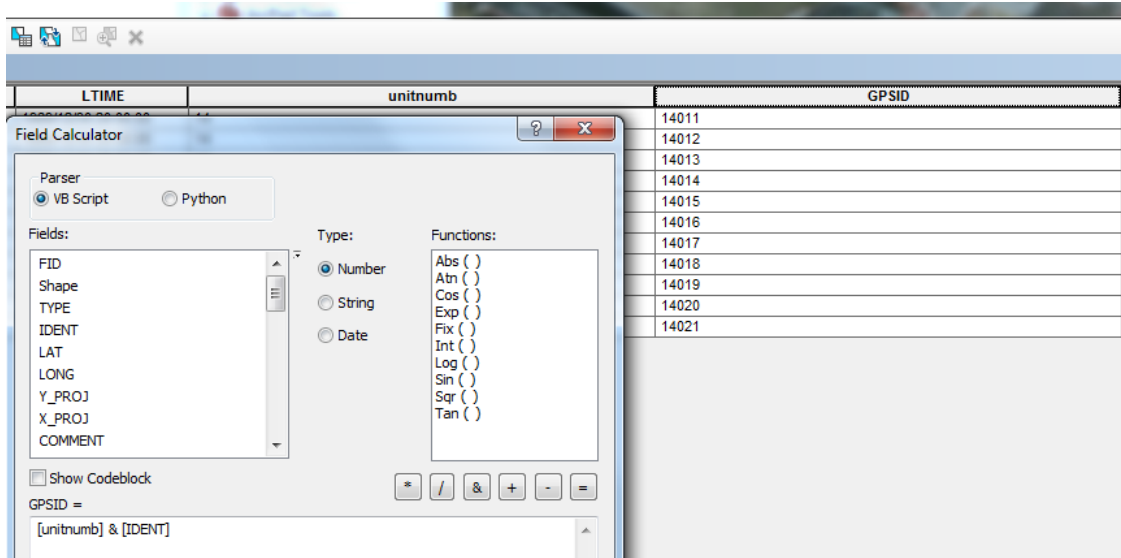 LTIME unitnumb GPSID
14011
Field Calculator
14012
14013
Parser
14014
VB Script Python
14015
14016
Fields: Type: Functions:
14017
FID Number Abs ( )
14018
Shape Atn ( )
14019
TYPE String Cos ( )
14020
IDENT Date Exp ( )
14021
LAT Fix ( )
LONG Int ( )
Y_PROJ Log ( )
X_PROJ Sin ( )
COMMENT Sqr ( )
Tan ( )
Show Codeblock * / & + - =
GPSID =
[unitnumb] & [IDENT]